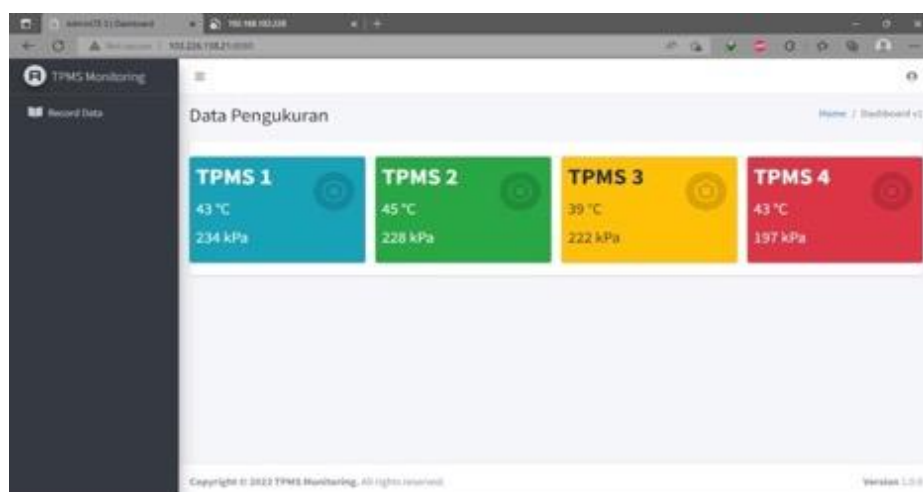 TPMS Monitoring
Record Data
Data Pengukuran
Home / Dashboard v1
TPMS 1
43 °C
234 kPa
TPMS 2
45 °C
228 kPa
TPMS 3
39 °C
222 kPa
TPMS 4
43 °C
197 kPa
Copyright © 2023 TPMS Monitoring. All rights reserved.
Version